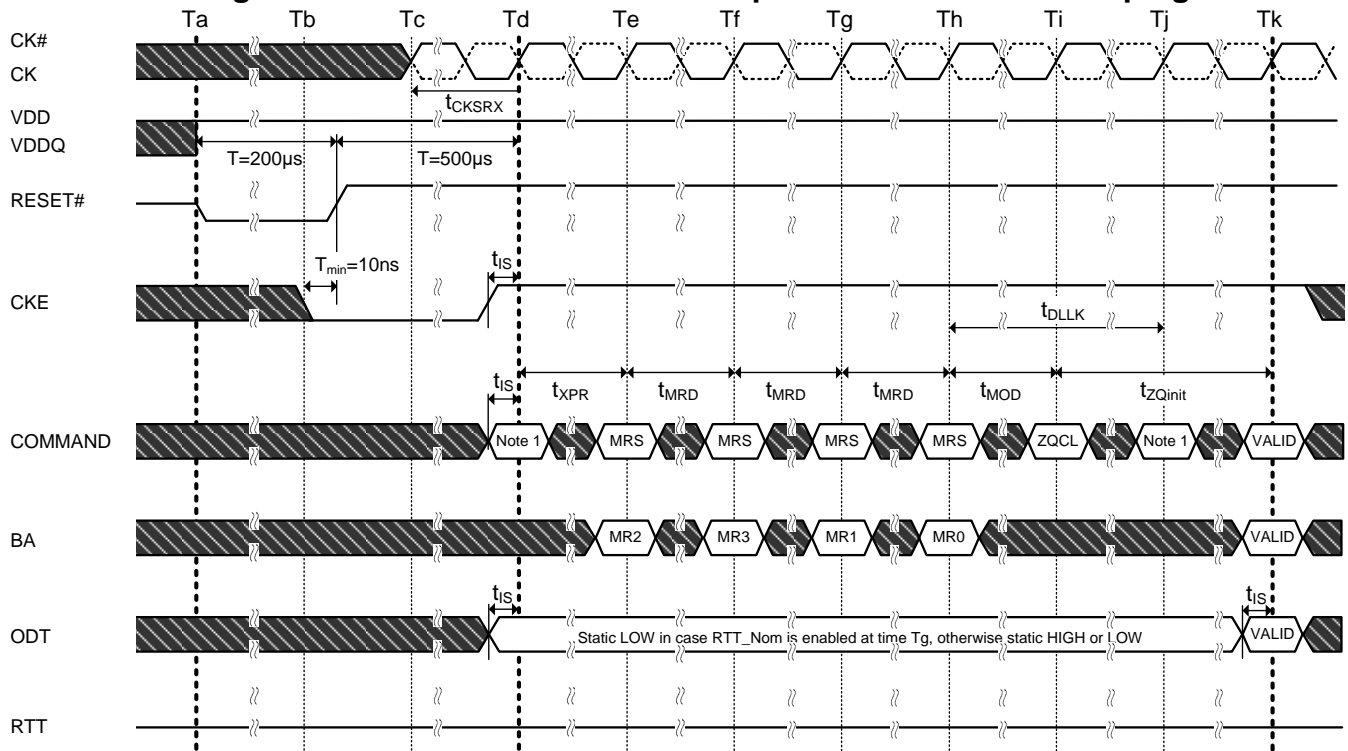 Ta Tb Tc Td Te Tf Tg Th Ti Tj Tk
CK#
CK
tCKSRX
VDD
VDDQ
T=200µs T=500µs
RESET#
Tmin=10ns tIS
CKE
tDLLK
tIS tXPR tMRD tMRD tMRD tMOD tZQinit
COMMAND Note 1 MRS MRS MRS MRS ZQCL Note 1 VALID
BA MR2 MR3 MR1 MR0 VALID
tIS tIS
ODT Static LOW in case RTT_Nom is enabled at time Tg, otherwise static HIGH or LOW VALID
RTT